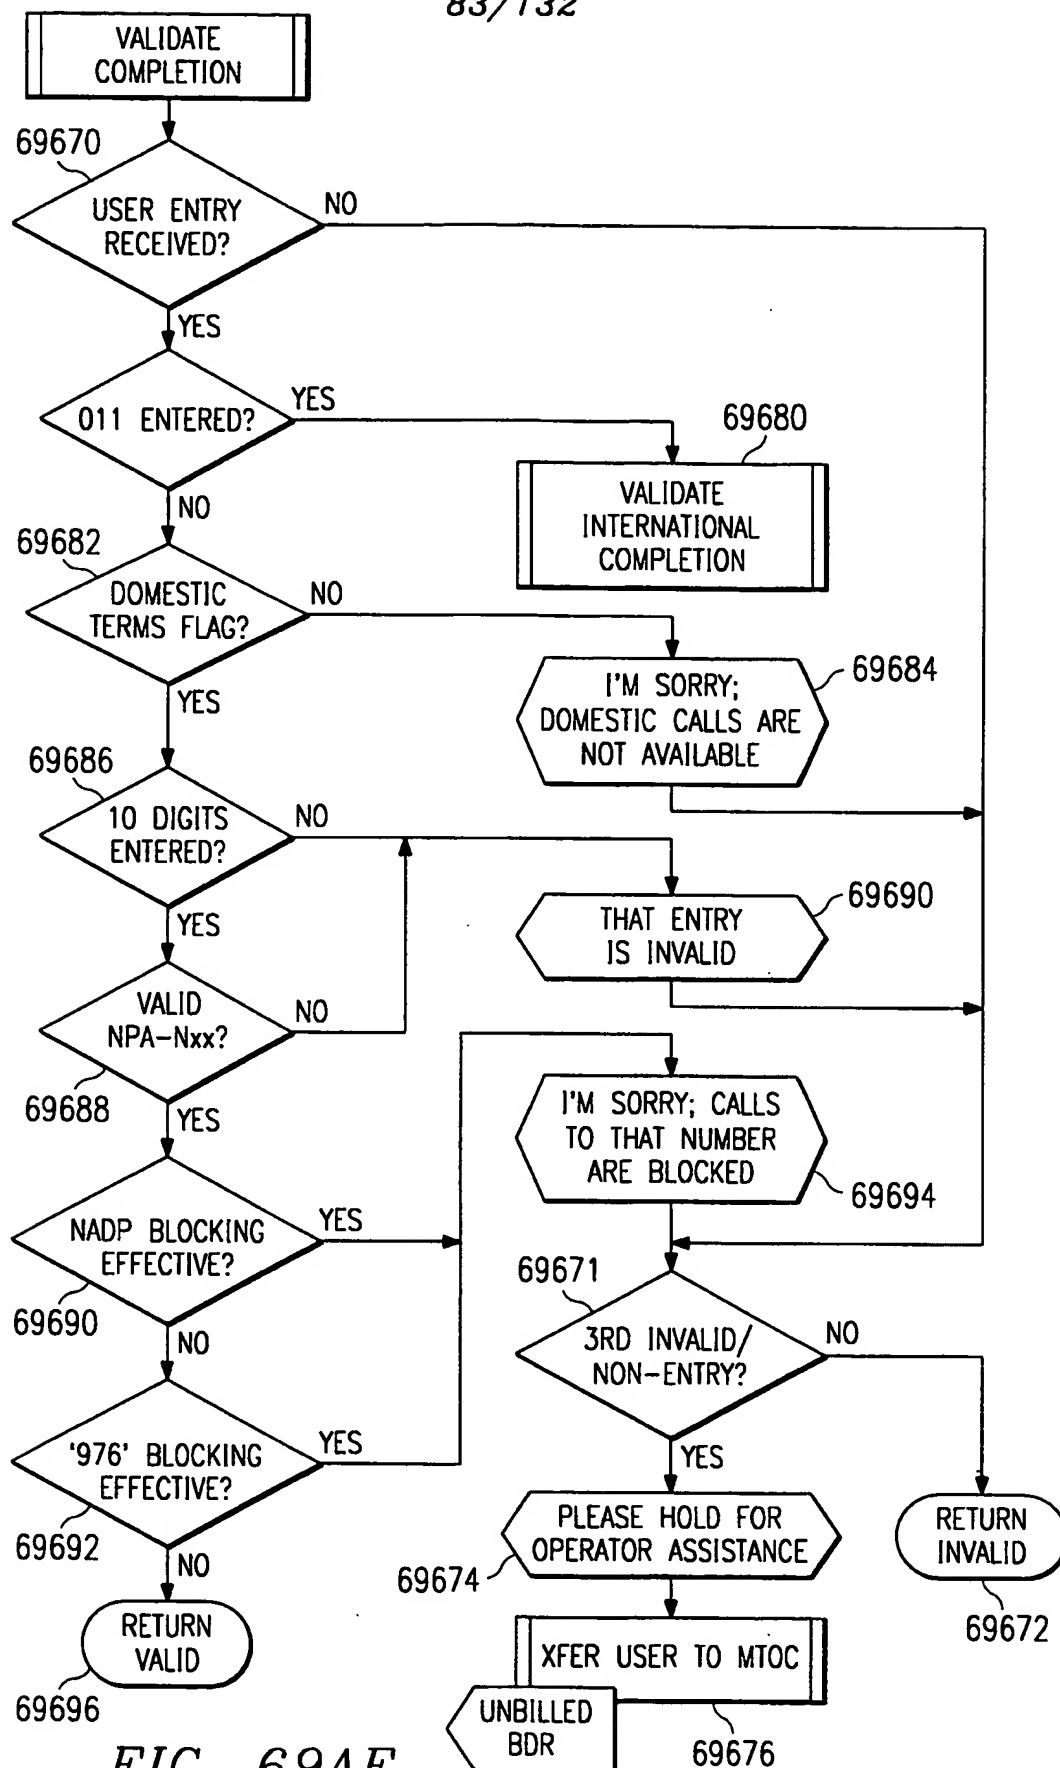 83/132
VALIDATE
COMPLETION
69670
USER ENTRY
RECEIVED?
NO
YES
011 ENTERED?
YES
NO
69680
VALIDATE
INTERNATIONAL
COMPLETION
69682
DOMESTIC
TERMS FLAG?
NO
YES
I'M SORRY;
DOMESTIC CALLS ARE
NOT AVAILABLE
69684
69686
10 DIGITS
ENTERED?
NO
YES
THAT ENTRY
IS INVALID
69690
VALID
NPA-Nxx?
NO
69688
YES
I'M SORRY; CALLS
TO THAT NUMBER
ARE BLOCKED
69694
NADP BLOCKING
EFFECTIVE?
YES
69690
NO
69671
3RD INVALID/
NON-ENTRY?
NO
YES
'976' BLOCKING
EFFECTIVE?
YES
69692
NO
PLEASE HOLD FOR
OPERATOR ASSISTANCE
69674
RETURN
INVALID
69672
RETURN
VALID
69696
XFER USER TO MTOC
UNBILLED
BDR
69676
FIG. 69AF